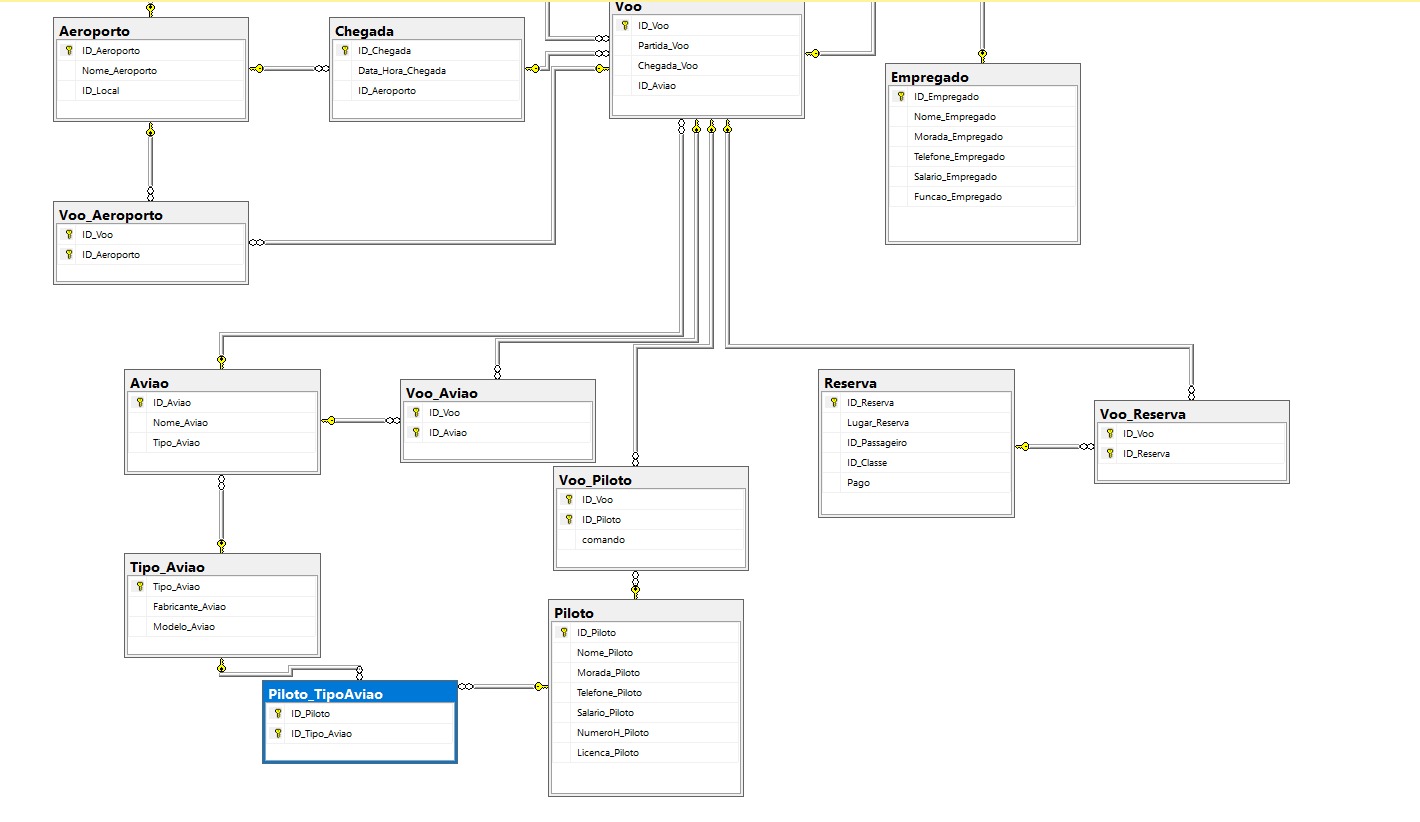 Aeroporto
ID_Aeroporto
Nome_Aeroporto
ID_Local
Chegada
ID_Chegada
Data_Hora_Chegada
ID_Aeroporto
Voo
ID_Voo
Partida_Voo
Chegada_Voo
ID_Aviao
Empregado
ID_Empregado
Nome_Empregado
Morada_Empregado
Telefone_Empregado
Salario_Empregado
Funcao_Empregado
Voo_Aeroporto
ID_Voo
ID_Aeroporto
Aviao
ID_Aviao
Nome_Aviao
Tipo_Aviao
Voo_Aviao
ID_Voo
ID_Aviao
Reserva
ID_Reserva
Lugar_Reserva
ID_Passageiro
ID_Classe
Pago
Voo_Reserva
ID_Voo
ID_Reserva
Voo_Piloto
ID_Voo
ID_Piloto
comando
Tipo_Aviao
Tipo_Aviao
Fabricante_Aviao
Modelo_Aviao
Piloto
ID_Piloto
Nome_Piloto
Morada_Piloto
Telefone_Piloto
Salario_Piloto
NumeroH_Piloto
Licenca_Piloto
Piloto_TipoAviao
ID_Piloto
ID_Tipo_Aviao